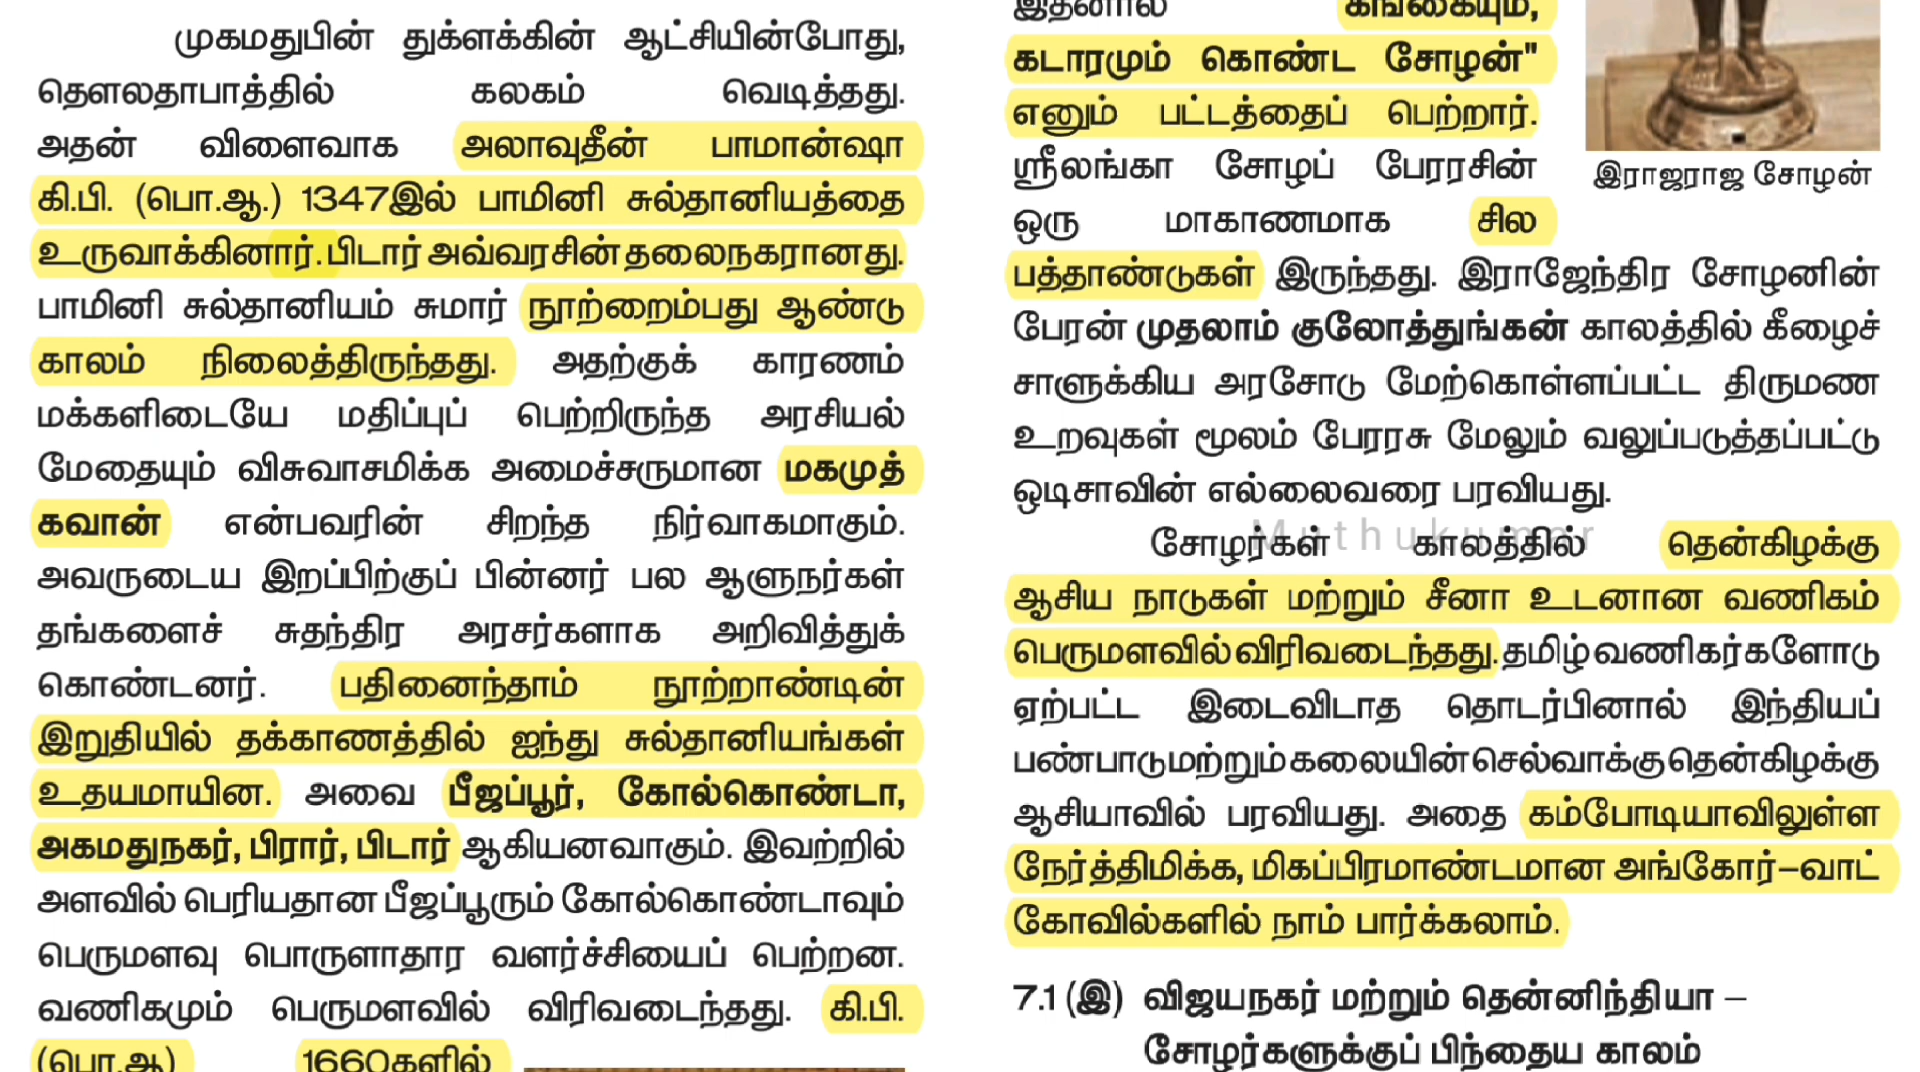 முகமதுபின் துக்ளக்கின் ஆட்சியின்போது,
தௌலதாபாத்தில் கலகம் வெடித்தது.
அதன் விளைவாக அலாவுதீன் பாமான்ஷா
கி.பி. (பொ.ஆ.) 1347இல் பாமினி சுல்தானியத்தை
உருவாக்கினார். பிடார் அவ்வரசின் தலைநகரானது.
பாமினி சுல்தானியம் சுமார் நூற்றைம்பது ஆண்டு
காலம் நிலைத்திருந்தது. அதற்குக் காரணம்
மக்களிடையே மதிப்புப் பெற்றிருந்த அரசியல்
மேதையும் விசுவாசமிக்க அமைச்சருமான மகமுத்
கவான் என்பவரின் சிறந்த நிர்வாகமாகும்.
அவருடைய இறப்பிற்குப் பின்னர் பல ஆளுநர்கள்
தங்களைச் சுதந்திர அரசர்களாக அறிவித்துக்
கொண்டனர். பதினைந்தாம் நூற்றாண்டின்
இறுதியில் தக்காணத்தில் ஐந்து சுல்தானியங்கள்
உதயமாயின. அவை பீஜப்பூர், கோல்கொண்டா,
அகமதுநகர், பிரார், பிடார் ஆகியனவாகும். இவற்றில்
அளவில் பெரியதான பீஜப்பூரும் கோல்கொண்டாவும்
பெருமளவு பொருளாதார வளர்ச்சியைப் பெற்றன.
வணிகமும் பெருமளவில் விரிவடைந்தது. கி.பி.
(பொ.ஆ) 1660களில்
இதனால் கங்கையும்,
கடாரமும் கொண்ட சோழன்"
எனும் பட்டத்தைப் பெற்றார்.
ஸ்ரீலங்கா சோழப் பேரரசின்
ஒரு மாகாணமாக சில
பத்தாண்டுகள் இருந்தது. இராஜேந்திர சோழனின்
பேரன் முதலாம் குலோத்துங்கன் காலத்தில் கீழைச்
சாளுக்கிய அரசோடு மேற்கொள்ளப்பட்ட திருமண
உறவுகள் மூலம் பேரரசு மேலும் வலுப்படுத்தப்பட்டு
ஒடிசாவின் எல்லைவரை பரவியது.
சோழர்கள் காலத்தில் தென்கிழக்கு
ஆசிய நாடுகள் மற்றும் சீனா உடனான வணிகம்
பெருமளவில் விரிவடைந்தது. தமிழ் வணிகர்களோடு
ஏற்பட்ட இடைவிடாத தொடர்பினால் இந்தியப்
பண்பாடு மற்றும் கலையின் செல்வாக்கு தென்கிழக்கு
ஆசியாவில் பரவியது. அதை கம்போடியாவிலுள்ள
நேர்த்திமிக்க, மிகப்பிரமாண்டமான அங்கோர்–வாட்
கோவில்களில் நாம் பார்க்கலாம்.
7.1 (இ) விஜயநகர் மற்றும் தென்னிந்தியா –
சோழர்களுக்குப் பிந்தைய காலம்
இராஜராஜ சோழன்
Muthukumar